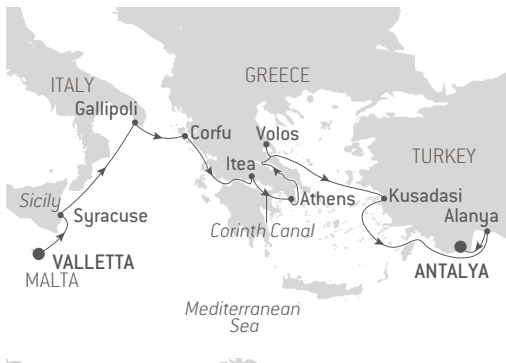 ITALY
GREECE
Gallipoli
Corfu
Volos
Itea
TURKEY
Sicily
Syracuse
Athens
Kusadasi
Alanya
Corinth Canal
VALLETTA
MALTA
ANTALYA
Mediterranean
Sea